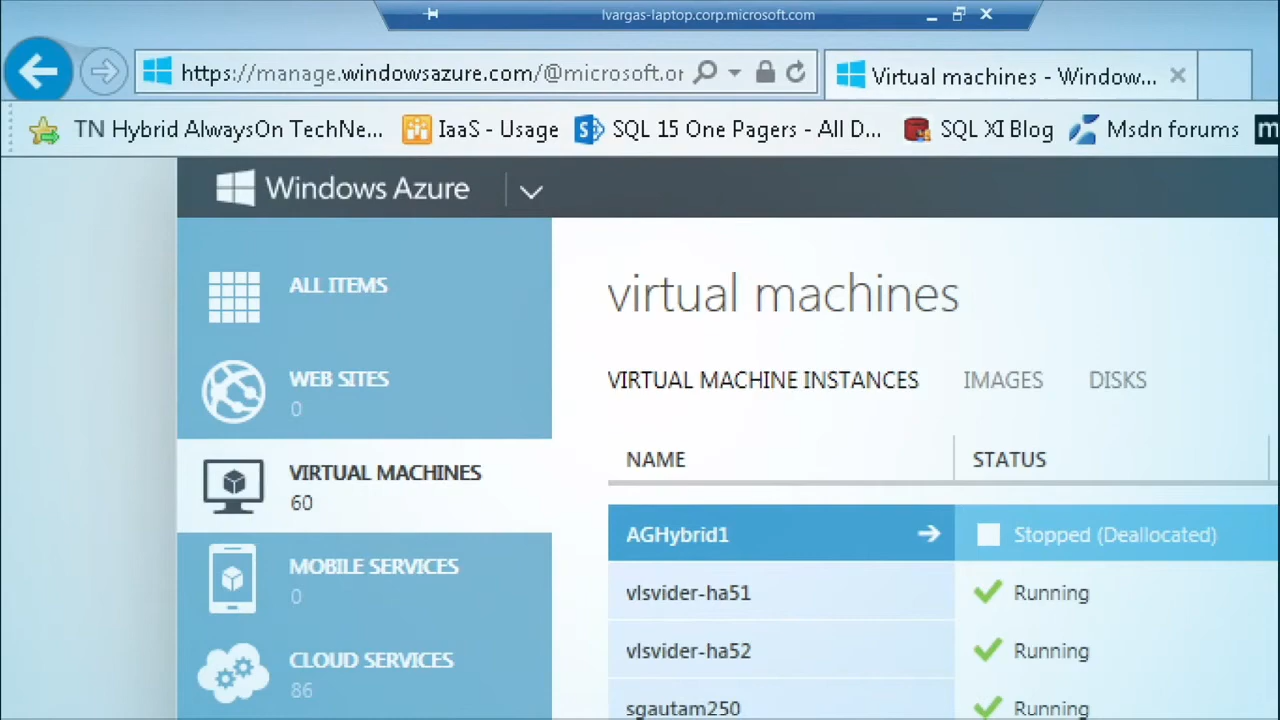 lvargas-laptop.corp.microsoft.com
https://manage.windowsazure.com/@microsoft.or
Virtual machines - Window...
TN Hybrid AlwaysOn TechNe...
IaaS - Usage
SQL 15 One Pagers - All D...
SQL XI Blog
Msdn forums
m
Windows Azure
ALL ITEMS
WEB SITES
0
VIRTUAL MACHINES
60
MOBILE SERVICES
0
CLOUD SERVICES
86
virtual machines
VIRTUAL MACHINE INSTANCES
IMAGES
DISKS
NAME
STATUS
AGHybrid1
Stopped (Deallocated)
vlsvider-ha51
Running
vlsvider-ha52
Running
sgautam250
Running